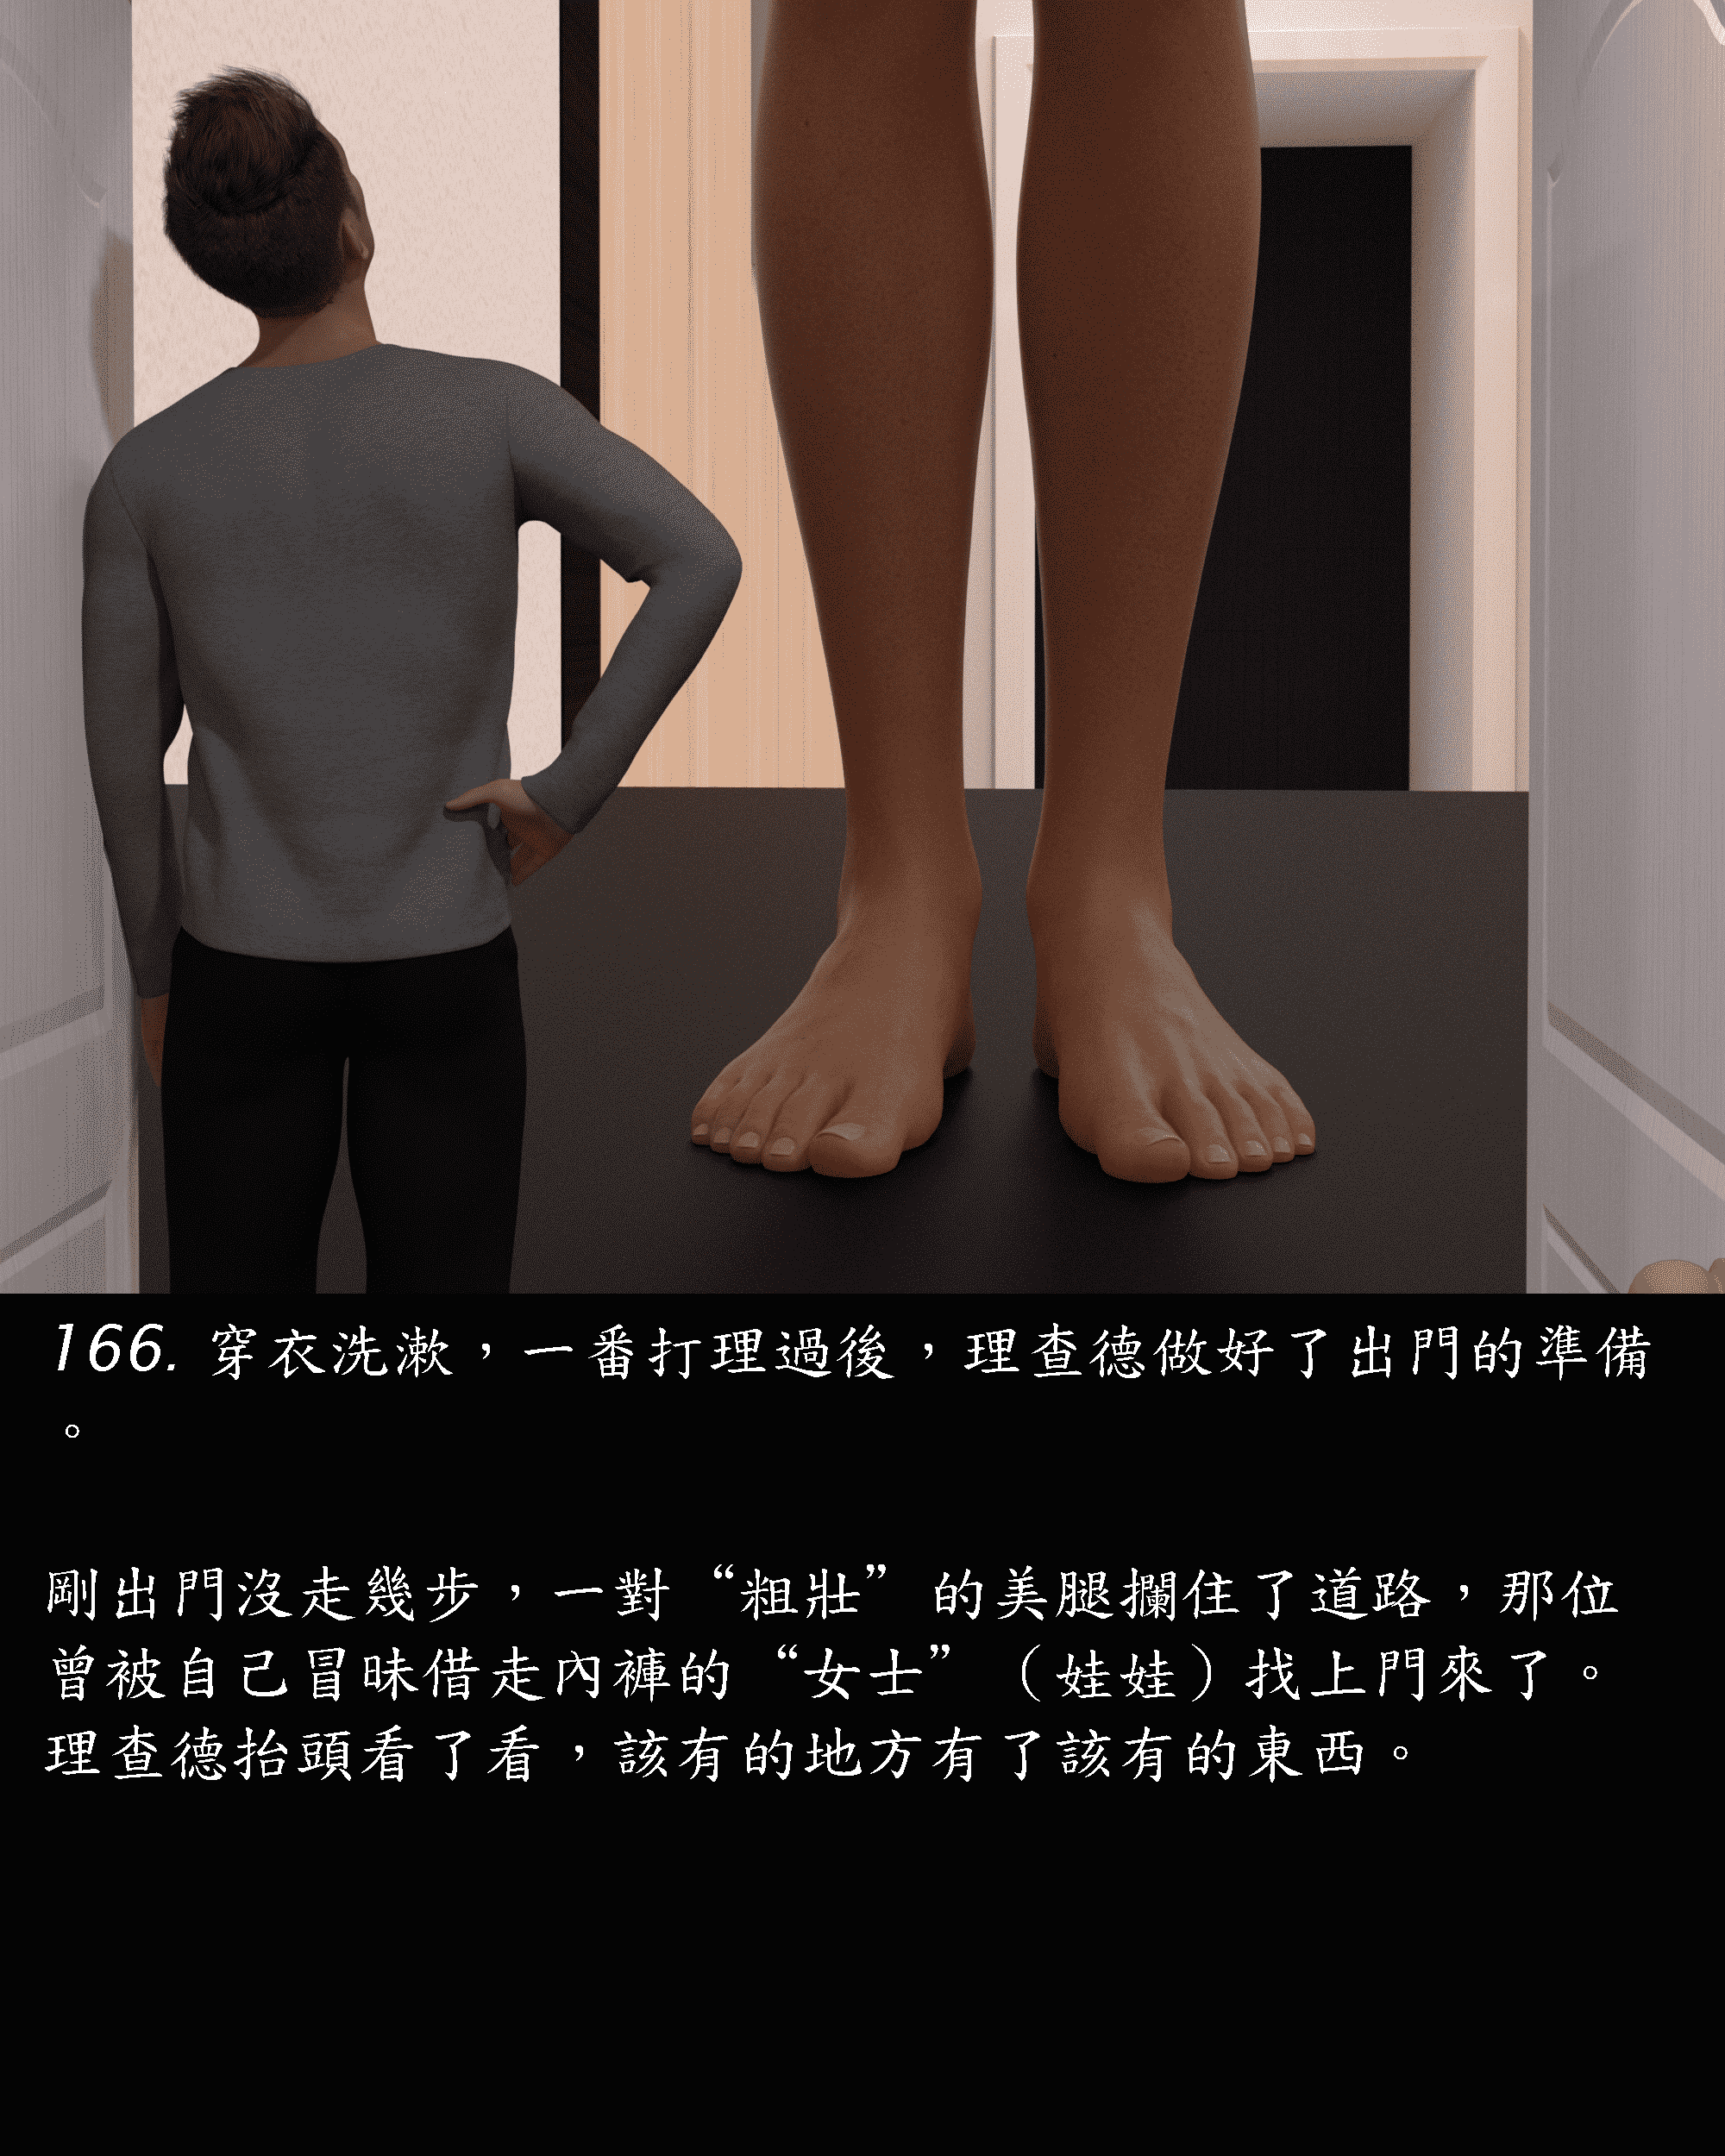 166. 穿衣洗漱，一番打理過後，理查德做好了出門的準備
。
剛出門沒走幾步，一對“粗壯”的美腿攔住了道路，那位
曾被自己冒昧借走內褲的“女士”（娃娃）找上門來了。
理查德抬頭看了看，該有的地方有了該有的東西。